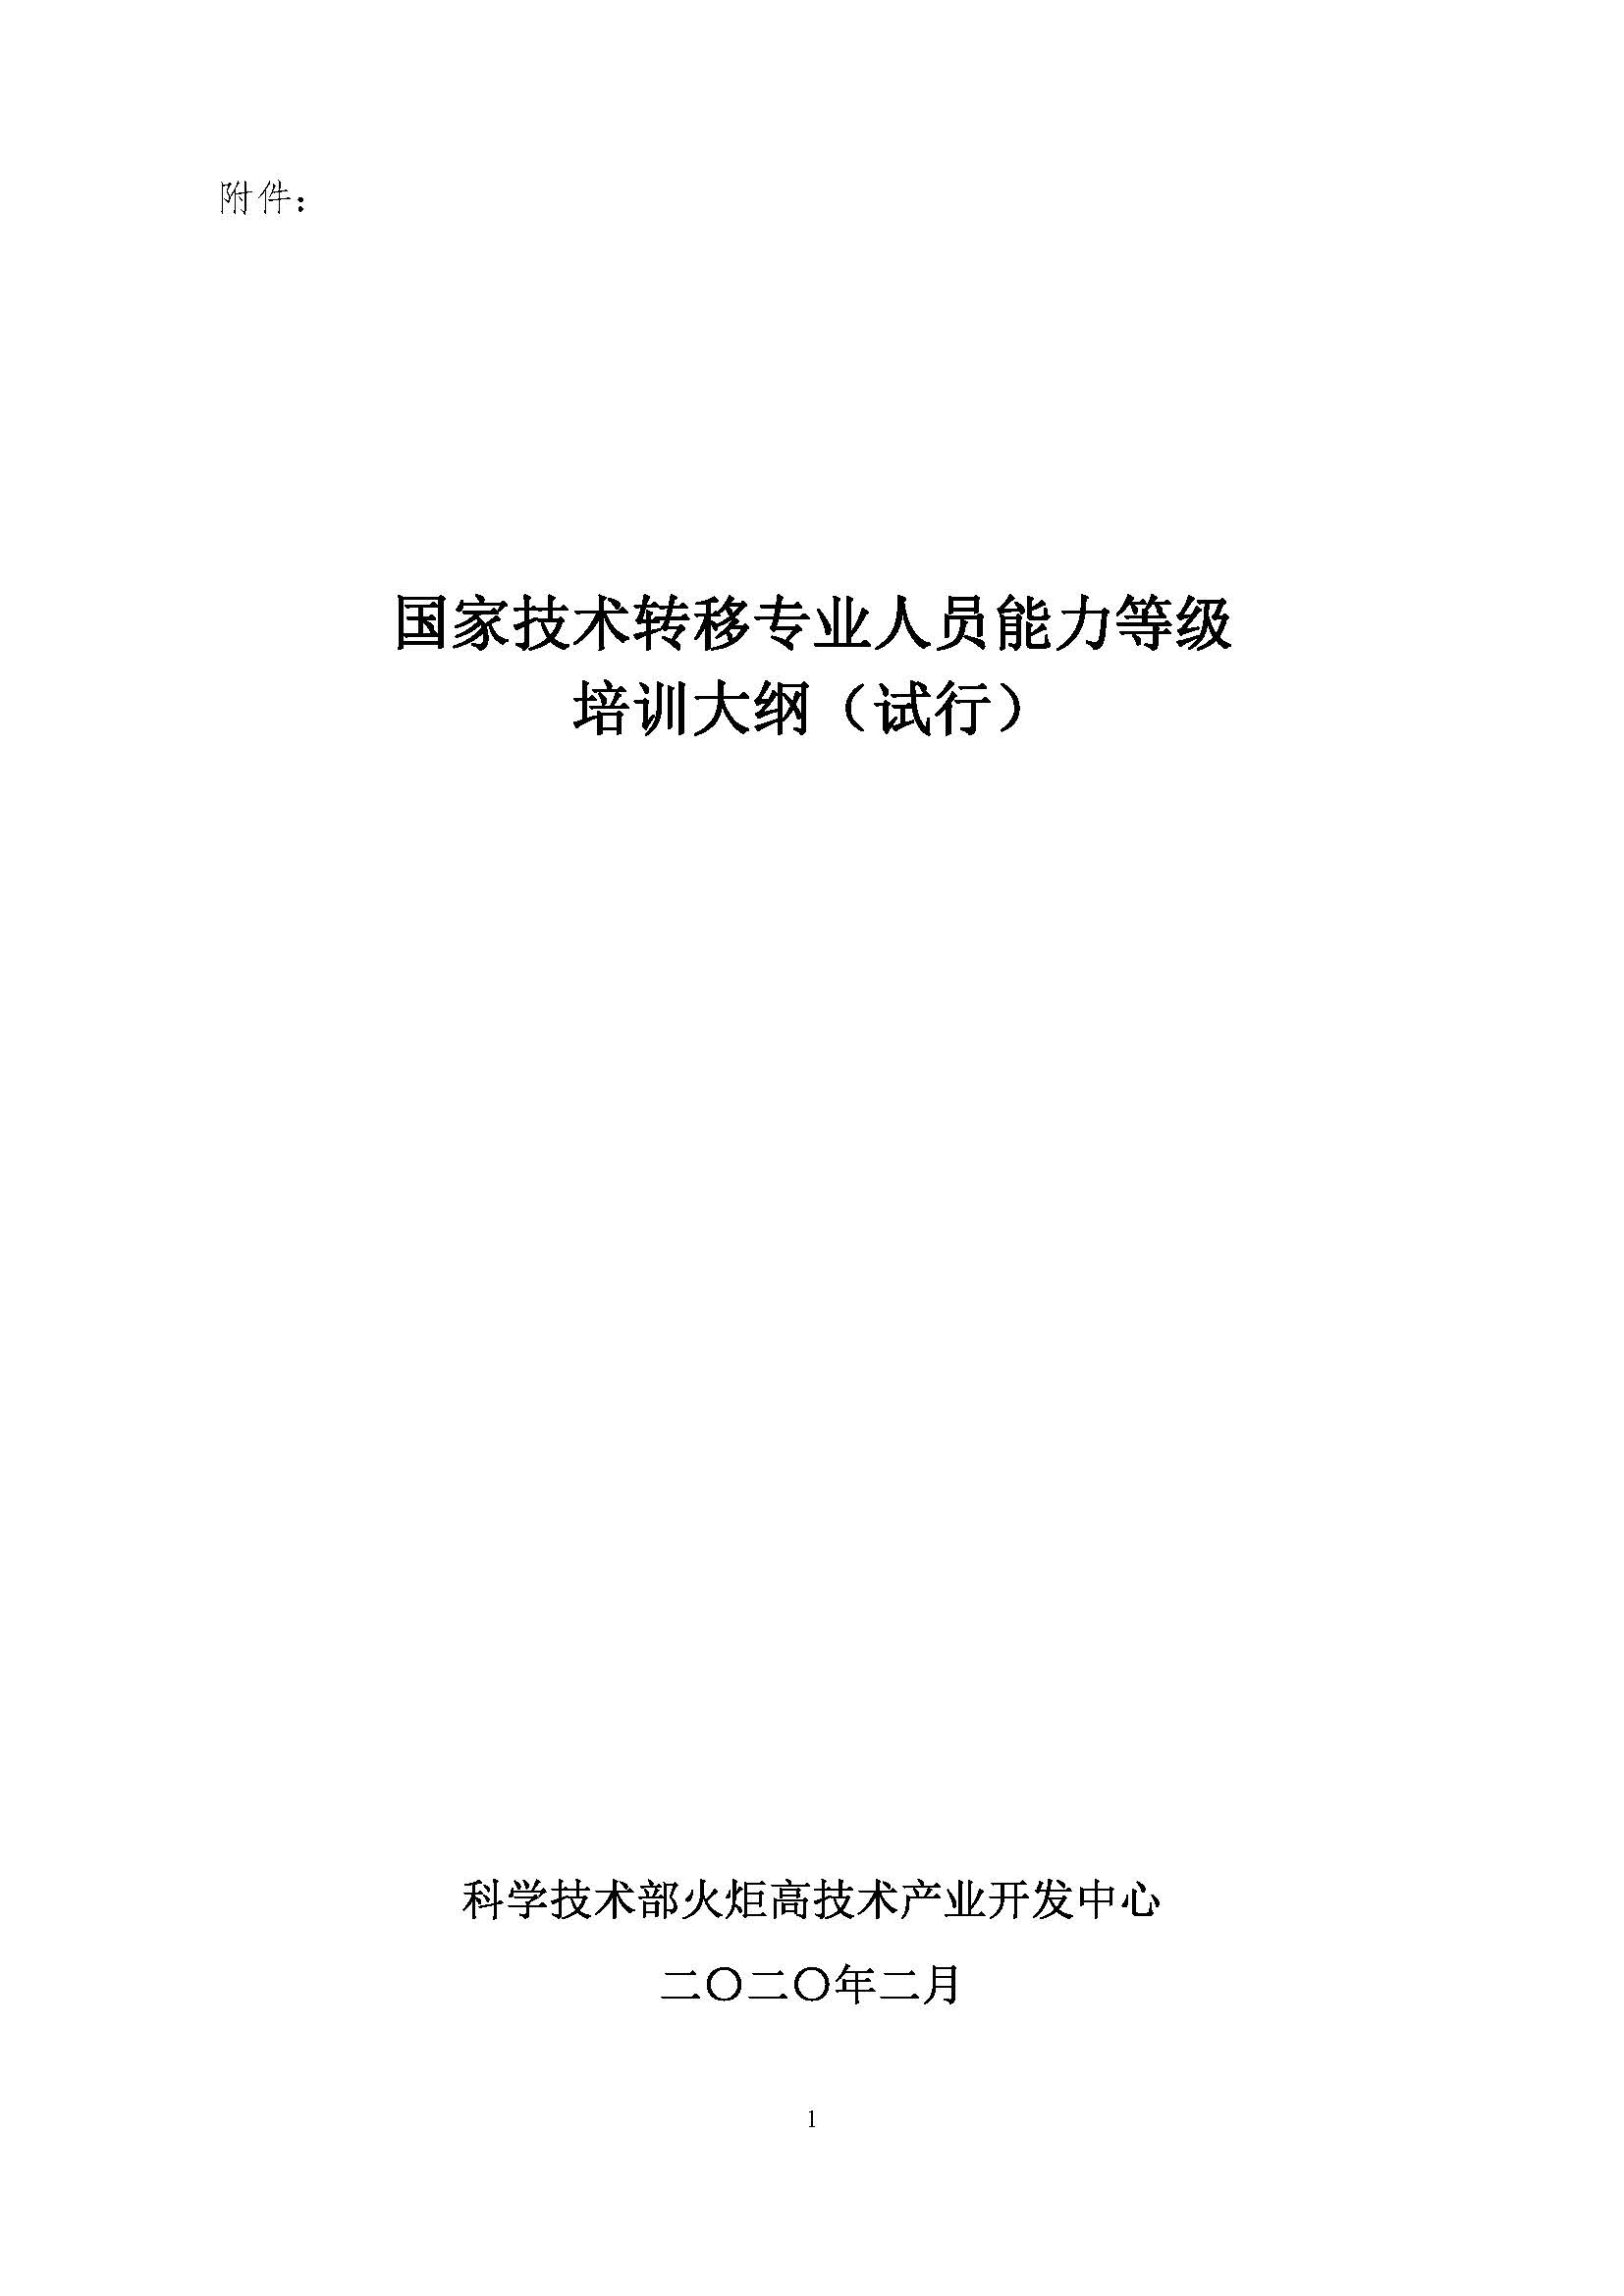 附件：
国家技术转移专业人员能力等级
培训大纲（试行）
科学技术部火炬高技术产业开发中心
二〇二〇年二月
1